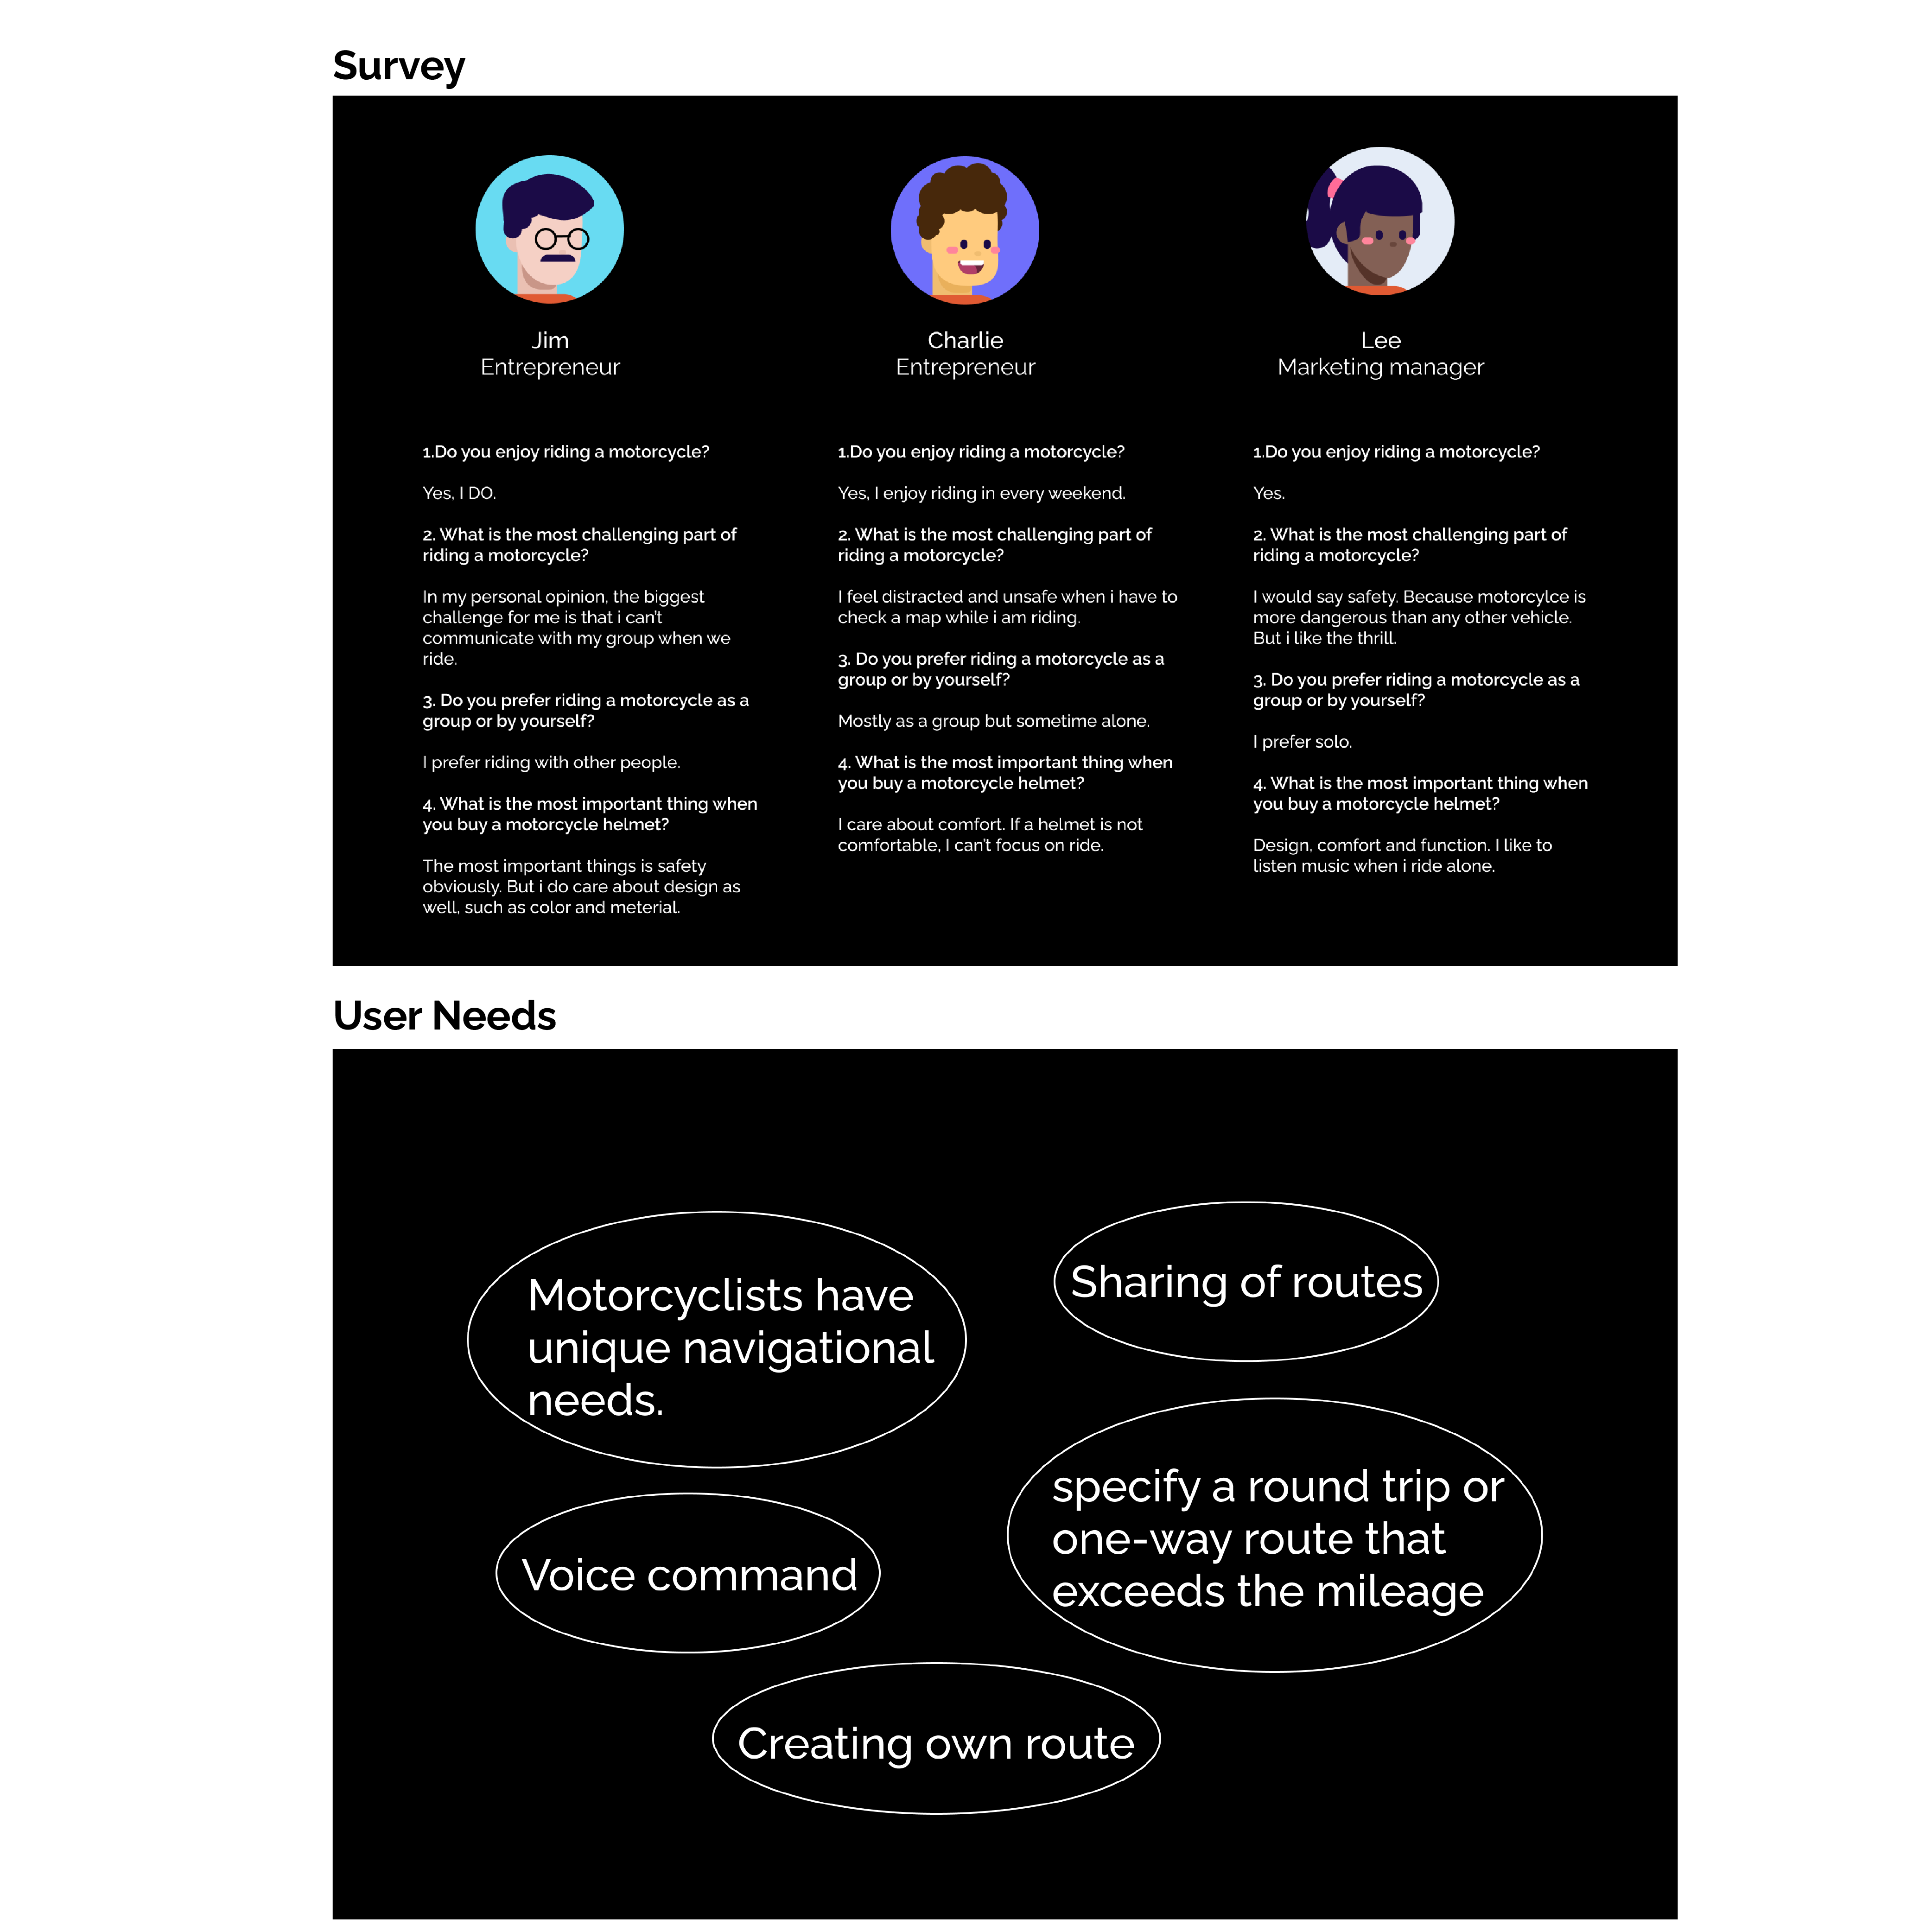 Survey
Jim
Entrepreneur
1.Do you enjoy riding a motorcycle?
Yes, I DO.
2. What is the most challenging part of
riding a motorcycle?
In my personal opinion, the biggest
challenge for me is that i can't
communicate with my group when we
ride.
3. Do you prefer riding a motorcycle as a
group or by yourself?
I prefer riding with other people.
4. What is the most important thing when
you buy a motorcycle helmet?
The most important things is safety
obviously. But i do care about design as
well, such as color and meterial.
Charlie
Entrepreneur
1.Do you enjoy riding a motorcycle?
Yes, I enjoy riding in every weekend.
2. What is the most challenging part of
riding a motorcycle?
I feel distracted and unsafe when i have to
check a map while i am riding.
3. Do you prefer riding a motorcycle as a
group or by yourself?
Mostly as a group but sometime alone.
4. What is the most important thing when
you buy a motorcycle helmet?
I care about comfort. If a helmet is not
comfortable, I can't focus on ride.
Lee
Marketing manager
1.Do you enjoy riding a motorcycle?
Yes.
2. What is the most challenging part of
riding a motorcycle?
I would say safety. Because motorcylce is
more dangerous than any other vehicle.
But i like the thrill.
3. Do you prefer riding a motorcycle as a
group or by yourself?
I prefer solo.
4. What is the most important thing when
you buy a motorcycle helmet?
Design, comfort and function. I like to
listen music when i ride alone.
User Needs
Motorcyclists have
unique navigational
needs.
Sharing of routes
Voice command
specify a round trip or
one-way route that
exceeds the mileage
Creating own route